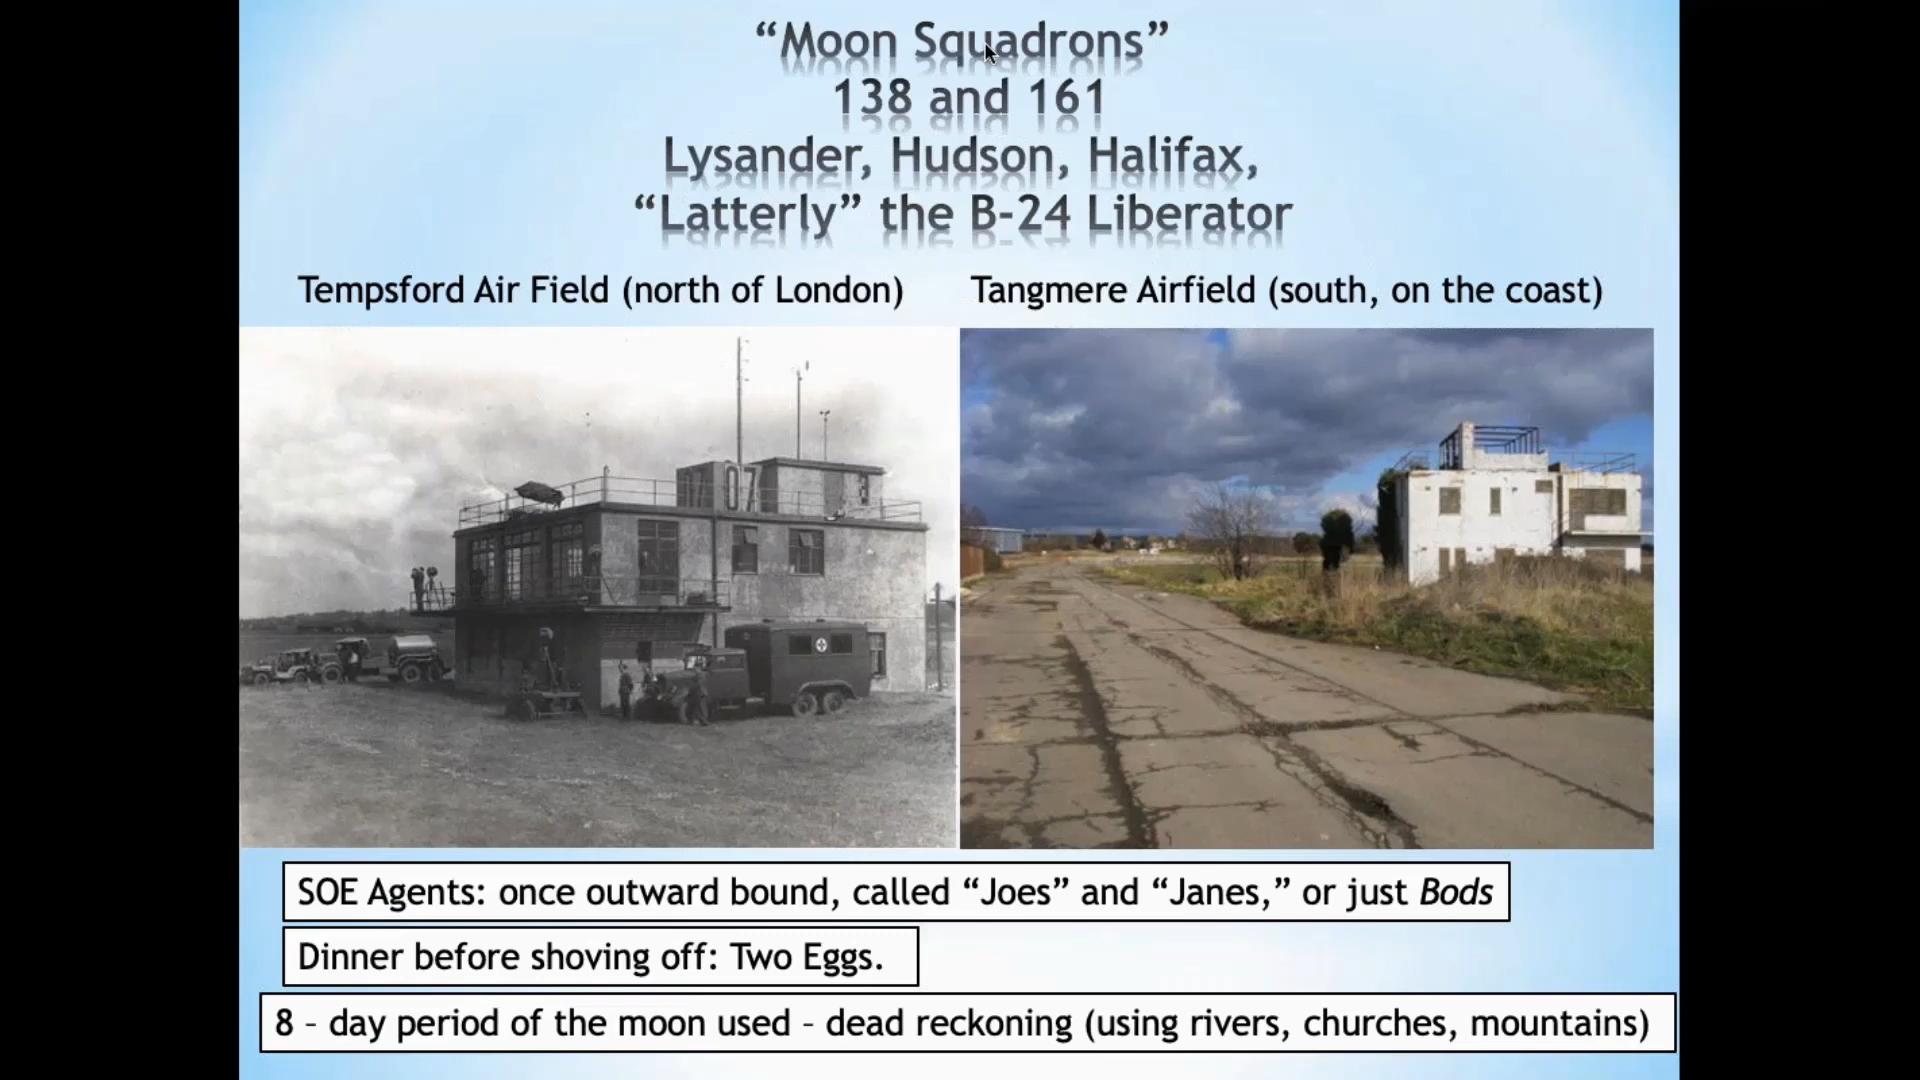 “Moon Squadrons”
138 and 161
Lysander, Hudson, Halifax,
“Latterly” the B-24 Liberator
Tempsford Air Field (north of London)
Tangmere Airfield (south, on the coast)
07
SOE Agents: once outward bound, called “Joes” and “Janes,” or just Bods
Dinner before shoving off: Two Eggs.
8 – day period of the moon used – dead reckoning (using rivers, churches, mountains)